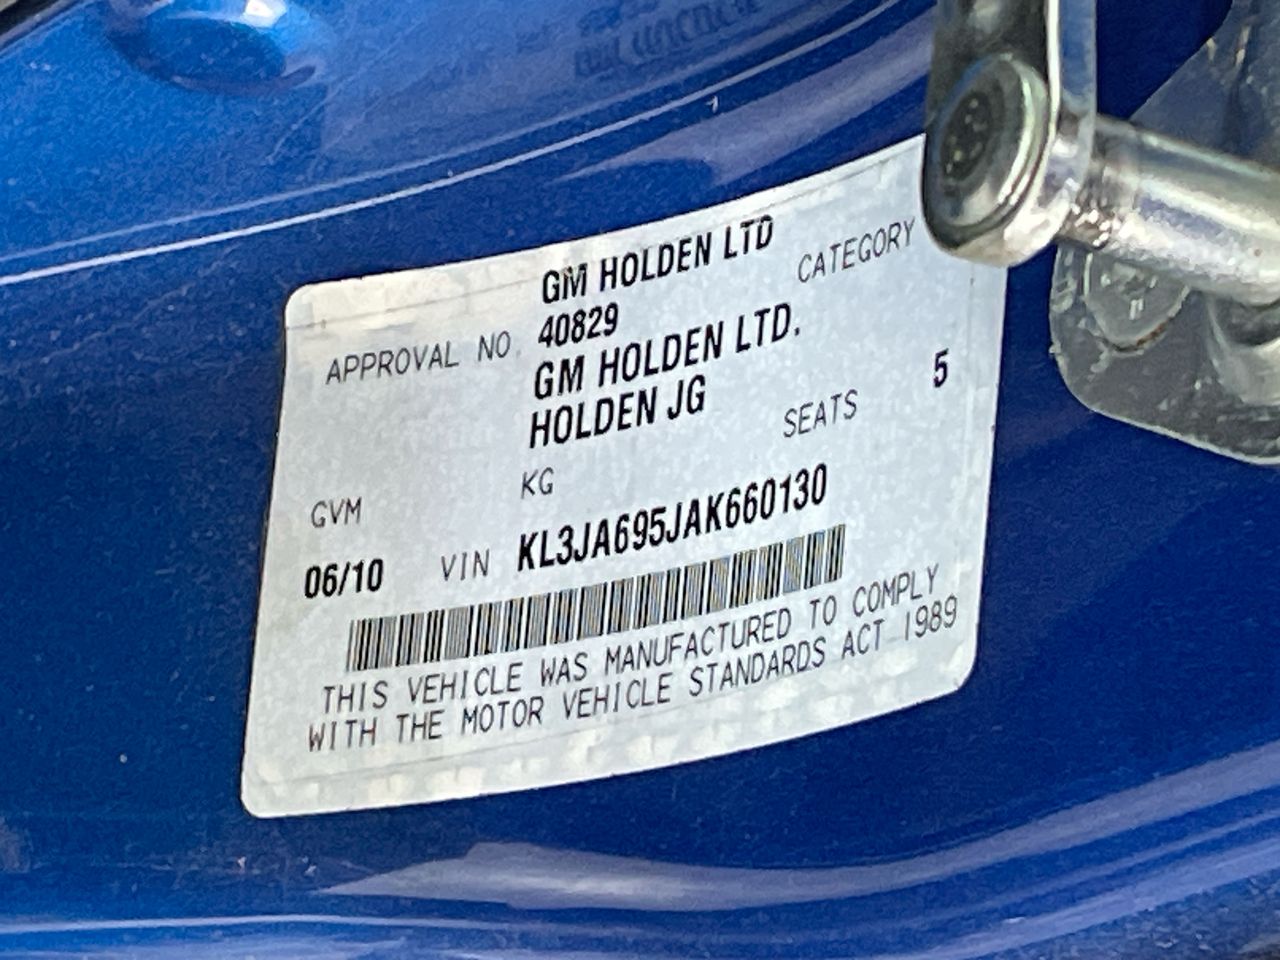 GM HOLDEN LTD
APPROVAL NO. 40829 CATEGORY
GM HOLDEN LTD.
HOLDEN JG
SEATS 5
GVM KG
06/10 VIN KL3JA695JAK660130
THIS VEHICLE WAS MANUFACTURED TO COMPLY
WITH THE MOTOR VEHICLE STANDARDS ACT 1989